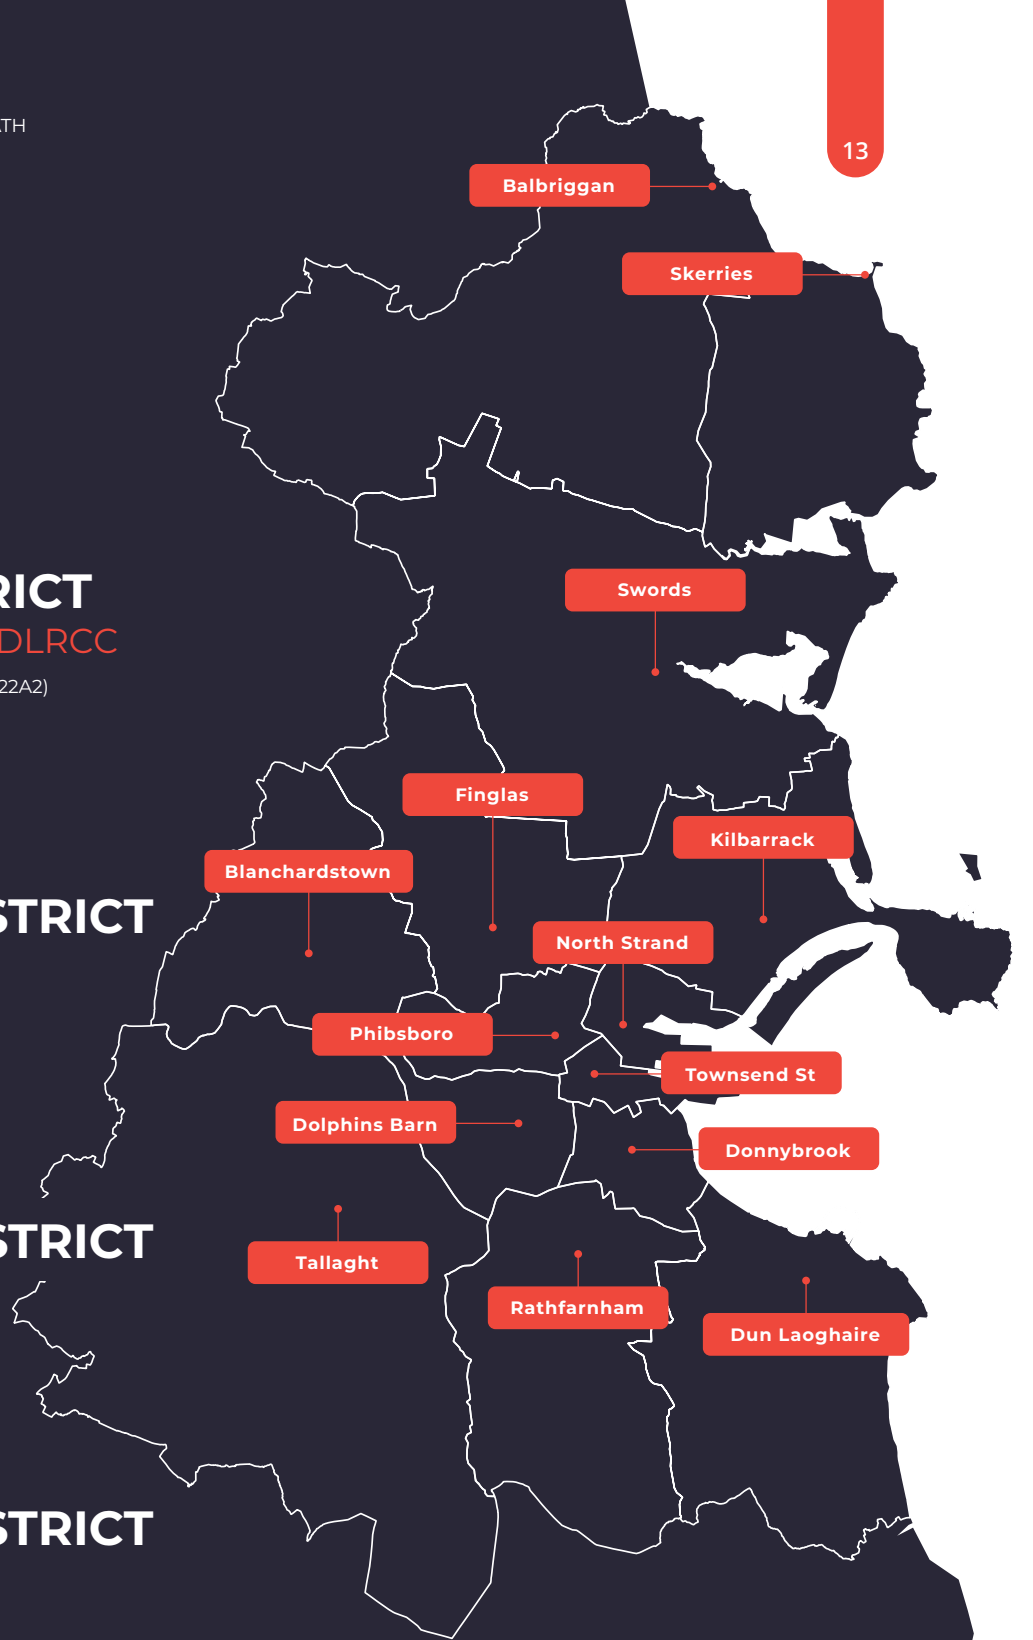 13
TH
Balbriggan
Skerries
RICT
Swords
DLRCC
22A2)
Finglas
Kilbarrack
Blanchardstown
STRICT
North Strand
Phibsboro
Townsend St
Dolphins Barn
Donnybrook
STRICT
Tallaght
Rathfarnham
Dun Laoghaire
STRICT